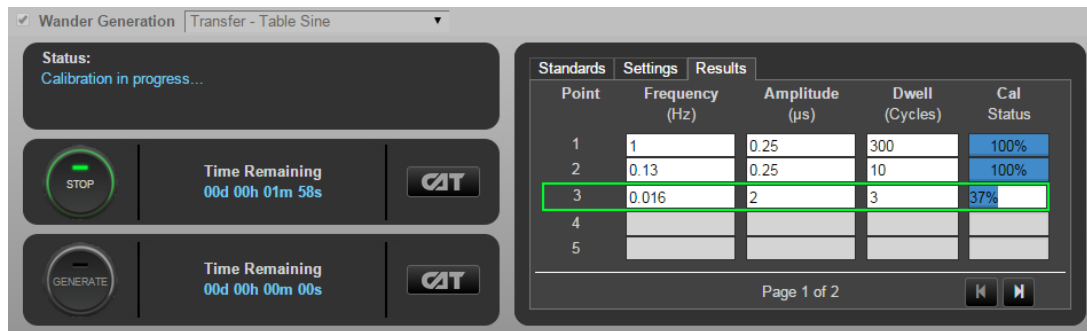 Wander Generation Transfer - Table Sine
Status:
Calibration in progress...
STOP
Time Remaining
00d 00h 01m 58s
CAT
GENERATE
Time Remaining
00d 00h 00m 00s
CAT
Standards Settings Results
Point Frequency Amplitude Dwell Cal
(Hz) (µs) (Cycles) Status
1 1 0.25 300 100%
2 0.13 0.25 10 100%
3 0.016 2 3 37%
4
5
Page 1 of 2